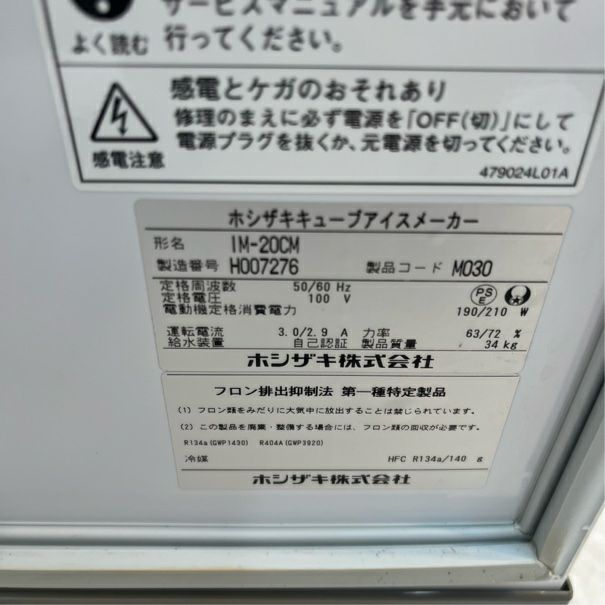 サービスマニュアルを手元において
よく読む 行ってください。
感電とケガのおそれあり
修理のまえに必ず電源を「OFF(切)」にして
電源プラグを抜くか、元電源を切ってください。
感電注意
479024L01A
ホシザキキューブアイスメーカー
形名 IM-20CM
製造番号 H007276 製品コード M030
定格周波数 50/60 Hz
定格電圧 100 V
PSE
電動機定格消費電力 190/210 W
運転電流 3.0/2.9 A 力率 63/72 %
給水装置 自己認証 製品質量 34 kg
ホシザキ株式会社
フロン排出抑制法 第一種特定製品
(1) フロン類をみだりに大気中に放出することは禁じられています。
(2) この製品を廃棄・整備する場合には、フロン類の回収が必要です。
R134a(GWP1430) R404A(GWP3920)
冷媒 HFC R134a/140 g
ホシザキ株式会社